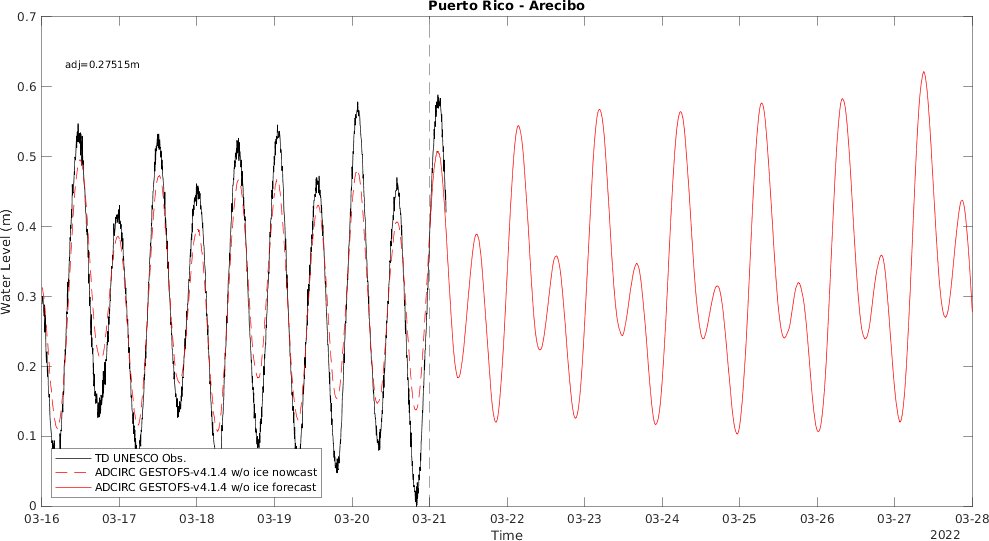 Puerto Rico - Arecibo
0.7
adj=0.27515m
0.6
0.5
0.4
0.3
0.2
0.1
0
Water Level (m)
TD UNESCO Obs.
ADCIRC GESTOFS-v4.1.4 w/o ice nowcast
ADCIRC GESTOFS-v4.1.4 w/o ice forecast
03-16 03-17 03-18 03-19 03-20 03-21 03-22 03-23 03-24 03-25 03-26 03-27 03-28
Time
2022